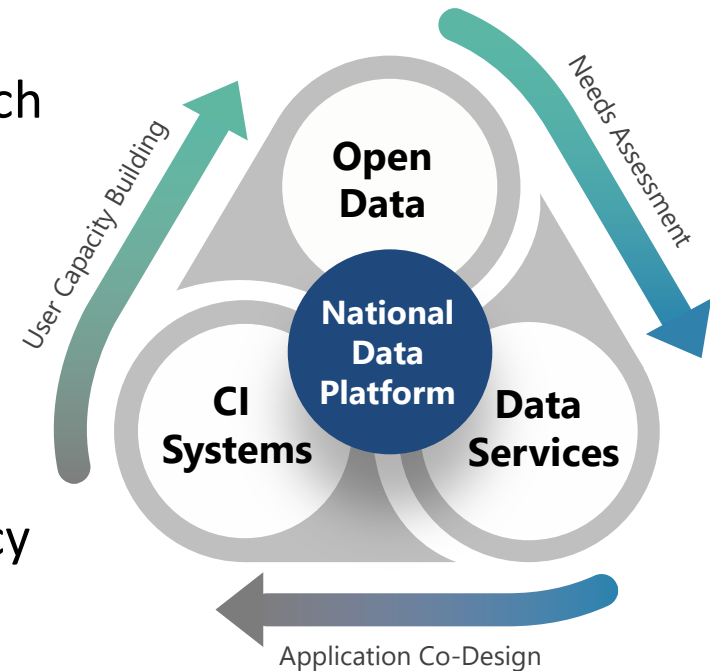 ch
User Capacity Building
Needs Assessment
Open
Data
National
Data
Platform
CI
Systems
Data
Services
cy
Application Co-Design